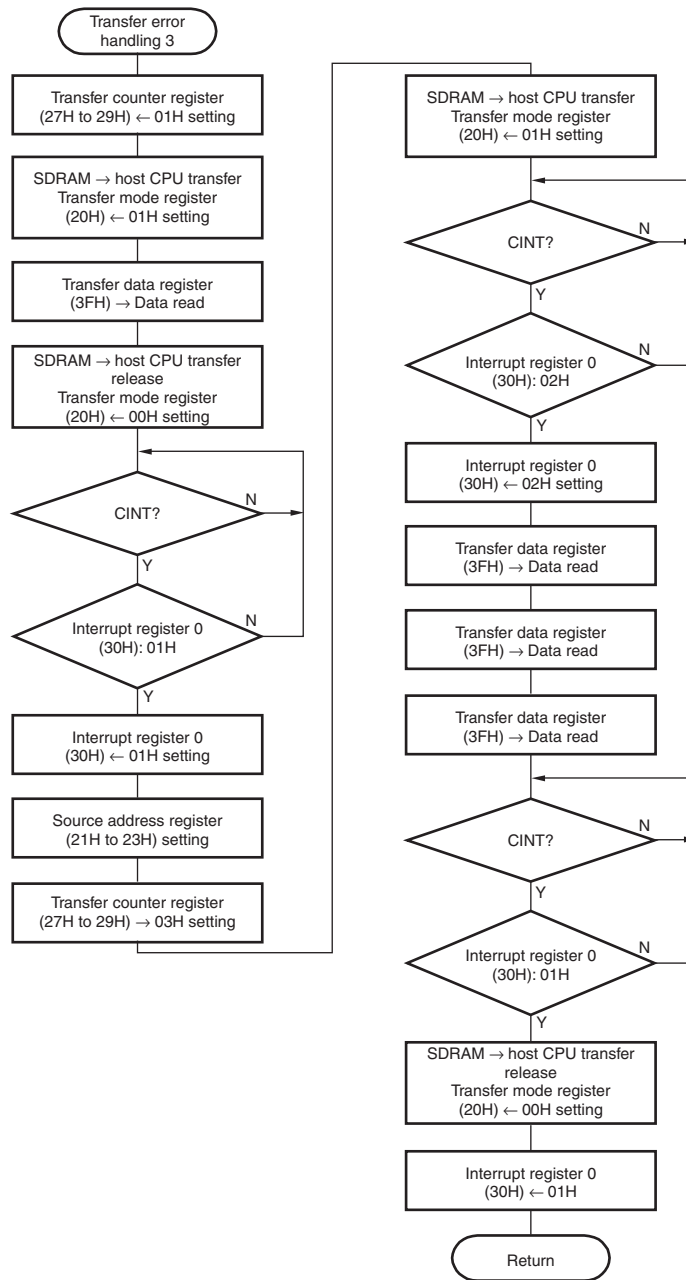 Transfer error
handling 3
Transfer counter register
(27H to 29H) ← 01H setting
SDRAM → host CPU transfer
Transfer mode register
(20H) ← 01H setting
Transfer data register
(3FH) → Data read
SDRAM → host CPU transfer
release
Transfer mode register
(20H) ← 00H setting
CINT?
N
Y
Interrupt register 0
(30H): 01H
N
Y
Interrupt register 0
(30H) ← 01H setting
Source address register
(21H to 23H) setting
Transfer counter register
(27H to 29H) → 03H setting
SDRAM → host CPU transfer
Transfer mode register
(20H) ← 01H setting
CINT?
N
Y
Interrupt register 0
(30H): 02H
N
Y
Interrupt register 0
(30H) ← 02H setting
Transfer data register
(3FH) → Data read
Transfer data register
(3FH) → Data read
Transfer data register
(3FH) → Data read
CINT?
N
Y
Interrupt register 0
(30H): 01H
N
Y
SDRAM → host CPU transfer
release
Transfer mode register
(20H) ← 00H setting
Interrupt register 0
(30H) ← 01H
Return